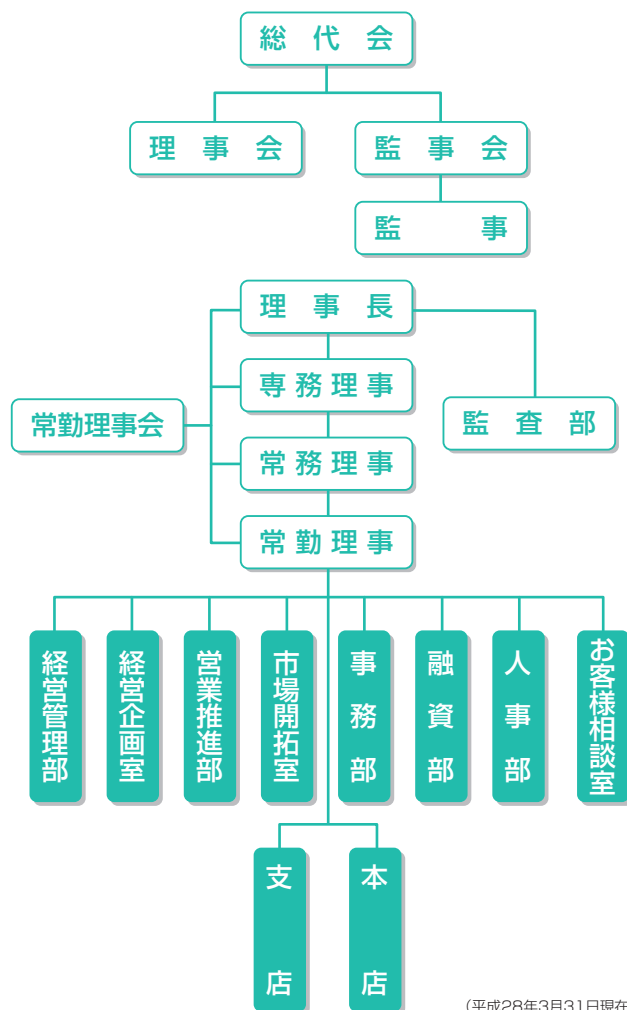 総代会
理事会
監事会
監事
理事長
専務理事
常勤理事会
監査部
常務理事
常勤理事
経営管理部
経営企画室
営業推進部
市場開拓室
事務部
融資部
人事部
お客様相談室
支店
本店
(平成28年3月31日現在